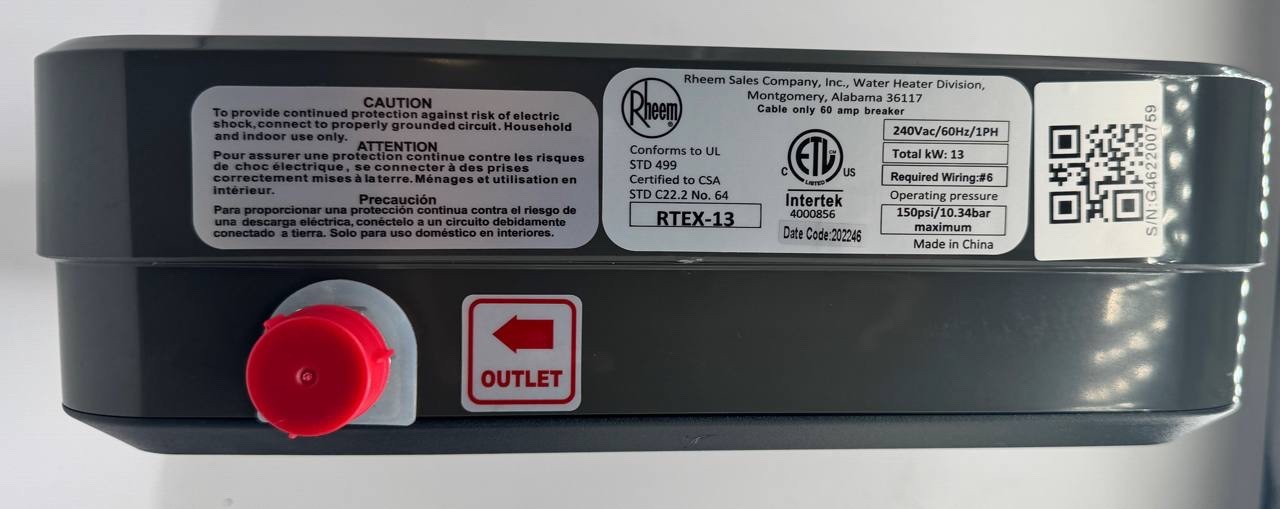 CAUTION
To provide continued protection against risk of electric
shock,connect to properly grounded circuit. Household
and indoor use only.
ATTENTION
Pour assurer une protection continue contre les risques
de choc électrique, se connecter à des prises
correctement mises à la terre. Ménages et utilisation en
intérieur.
Precaución
Para proporcionar una protección continua contra el riesgo de
una descarga eléctrica, conéctelo a un circuito debidamente
conectado a tierra. Solo para uso doméstico en interiores.
Rheem®
Rheem Sales Company, Inc., Water Heater Division,
Montgomery, Alabama 36117
Cable only 60 amp breaker
Conforms to UL
STD 499
Certified to CSA
STD C22.2 No. 64
RTEX-13
ETL
CM
C US
LISTED
Intertek
4000856
Date Code:202246
240Vac/60Hz/1PH
Total kW: 13
Required Wiring:#6
Operating pressure
150psi/10.34bar
maximum
Made in China
S/N:G462200759
OUTLET